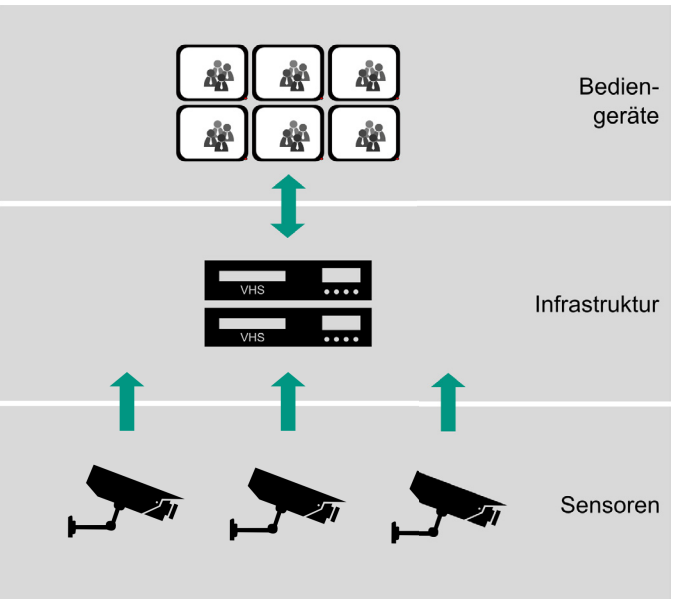 Bedien-
geräte
VHS
VHS
Infrastruktur
Sensoren